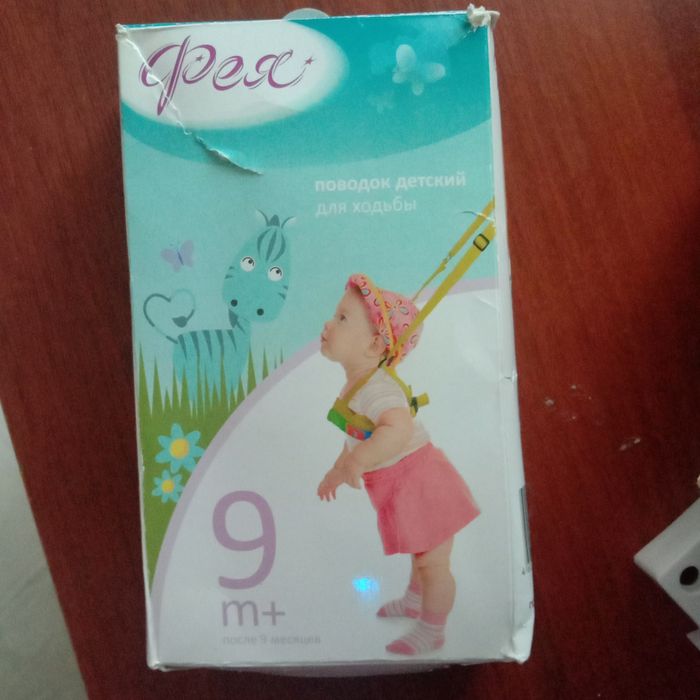 Фея
поводок детский
для ходьбы
9
m+
после 9 месяцев